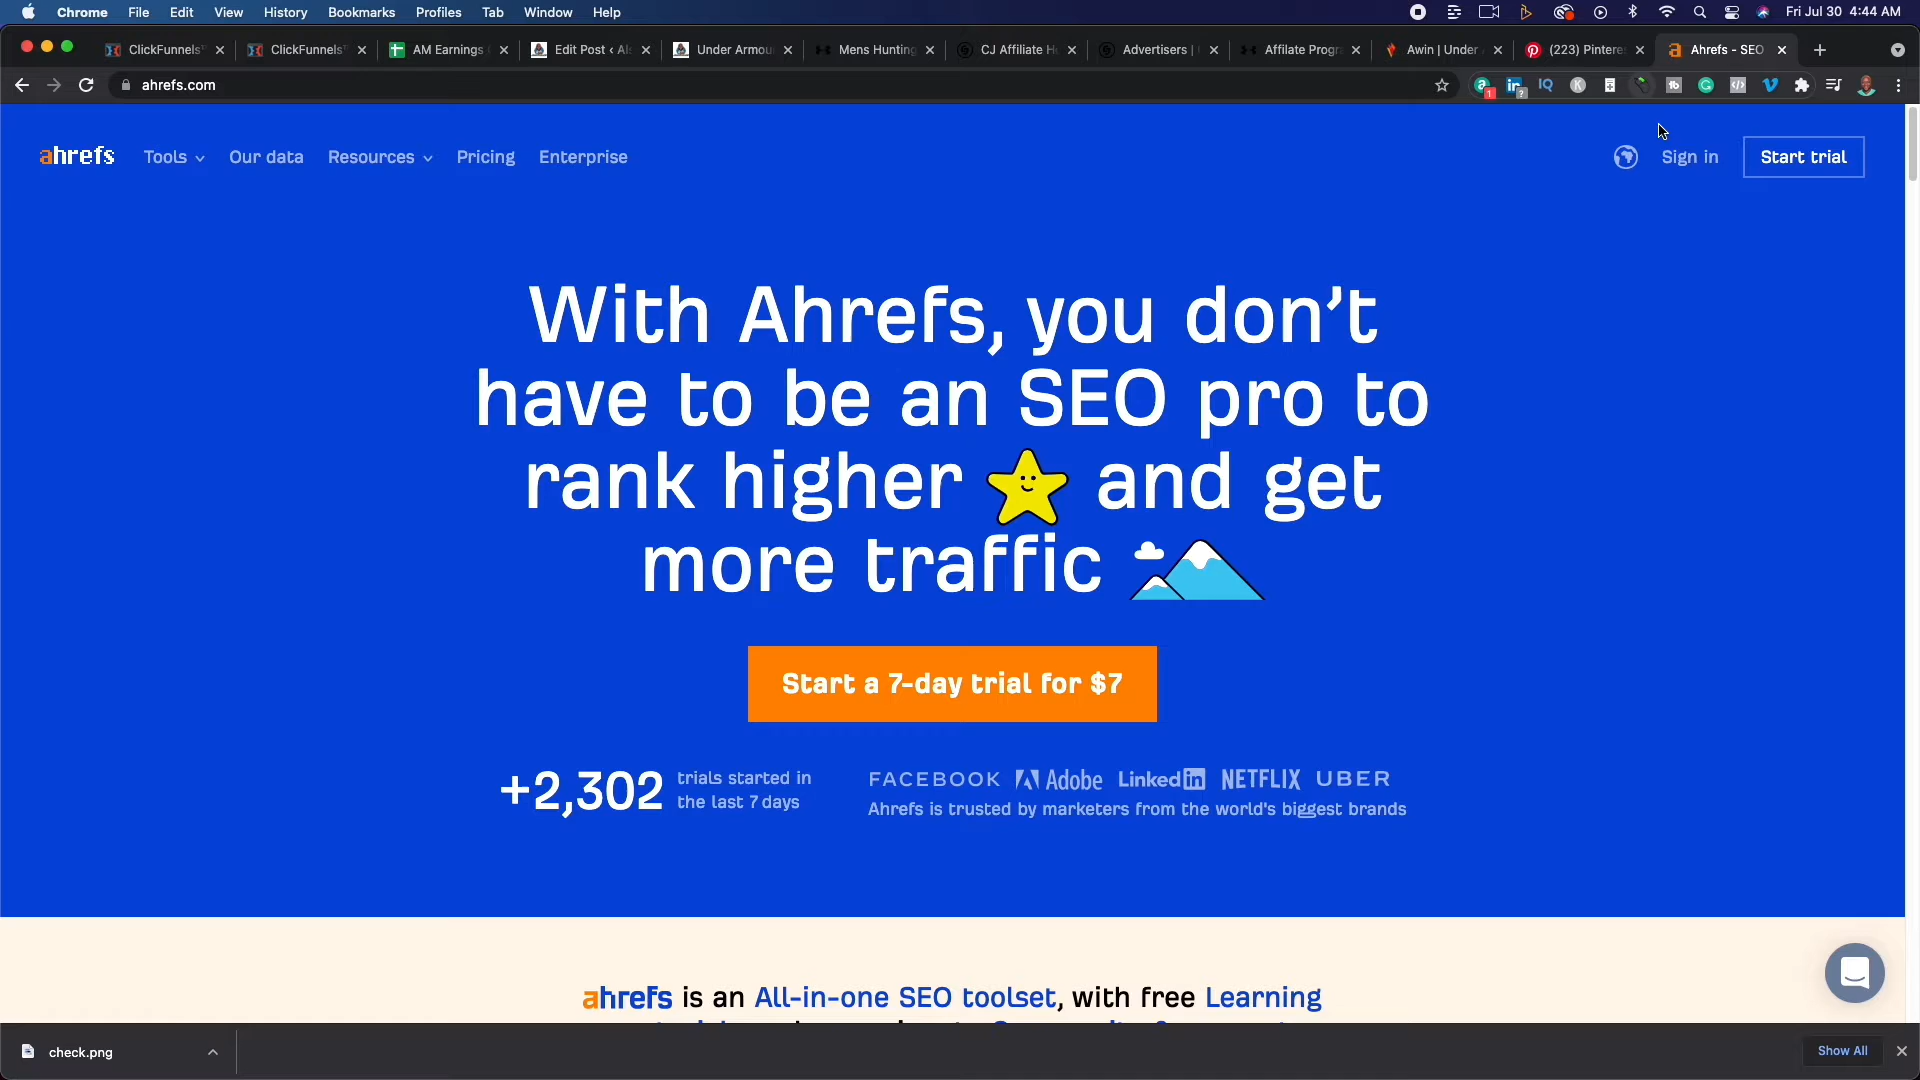 Chrome File Edit View History Bookmarks Profiles Tab Window Help Fri Jul 30 4:44 AM
ClickFunnels ClickFunnels AM Earnings Edit Post ‹ Al Under Armou Mens Hunting CJ Affiliate H Advertisers | Affilate Progr Awin | Under (223) Pinter Ahrefs - SEO
ahrefs.com
ahrefs Tools Our data Resources Pricing Enterprise Sign in Start trial
With Ahrefs, you don't
have to be an SEO pro to
rank higher and get
more traffic
Start a 7-day trial for $7
+2,302 trials started in
the last 7 days
FACEBOOK Adobe Linkedin NETFLIX UBER
Ahrefs is trusted by marketers from the world's biggest brands
ahrefs is an All-in-one SEO toolset, with free Learning
check.png Show All